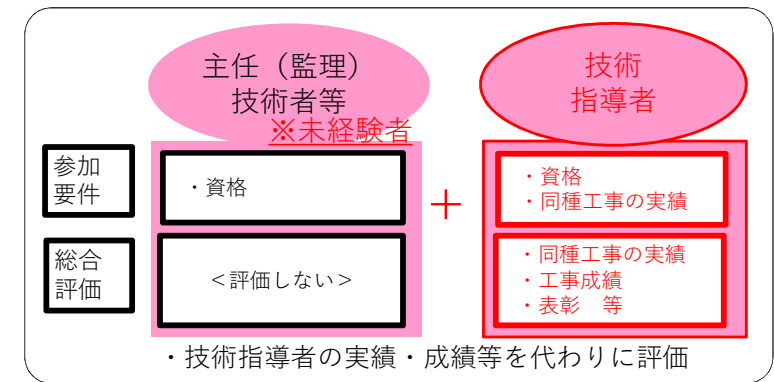 主任（監理）
技術者等
※未経験者
技術
指導者
参加
要件
・資格
＋
・資格
・同種工事の実績
総合
評価
＜評価しない＞
・同種工事の実績
・工事成績
・表彰　等
・技術指導者の実績・成績等を代わりに評価